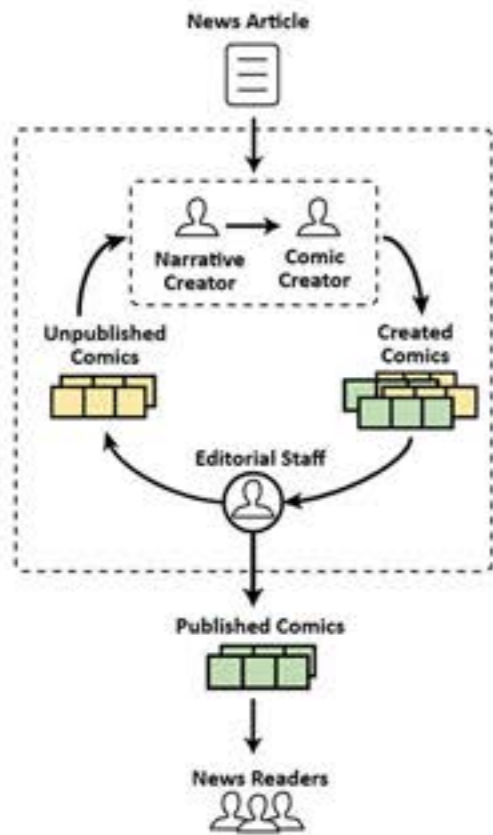 News Article
Narrative
Creator
Comic
Creator
Unpublished
Comics
Created
Comics
Editorial Staff
Published Comics
News Readers